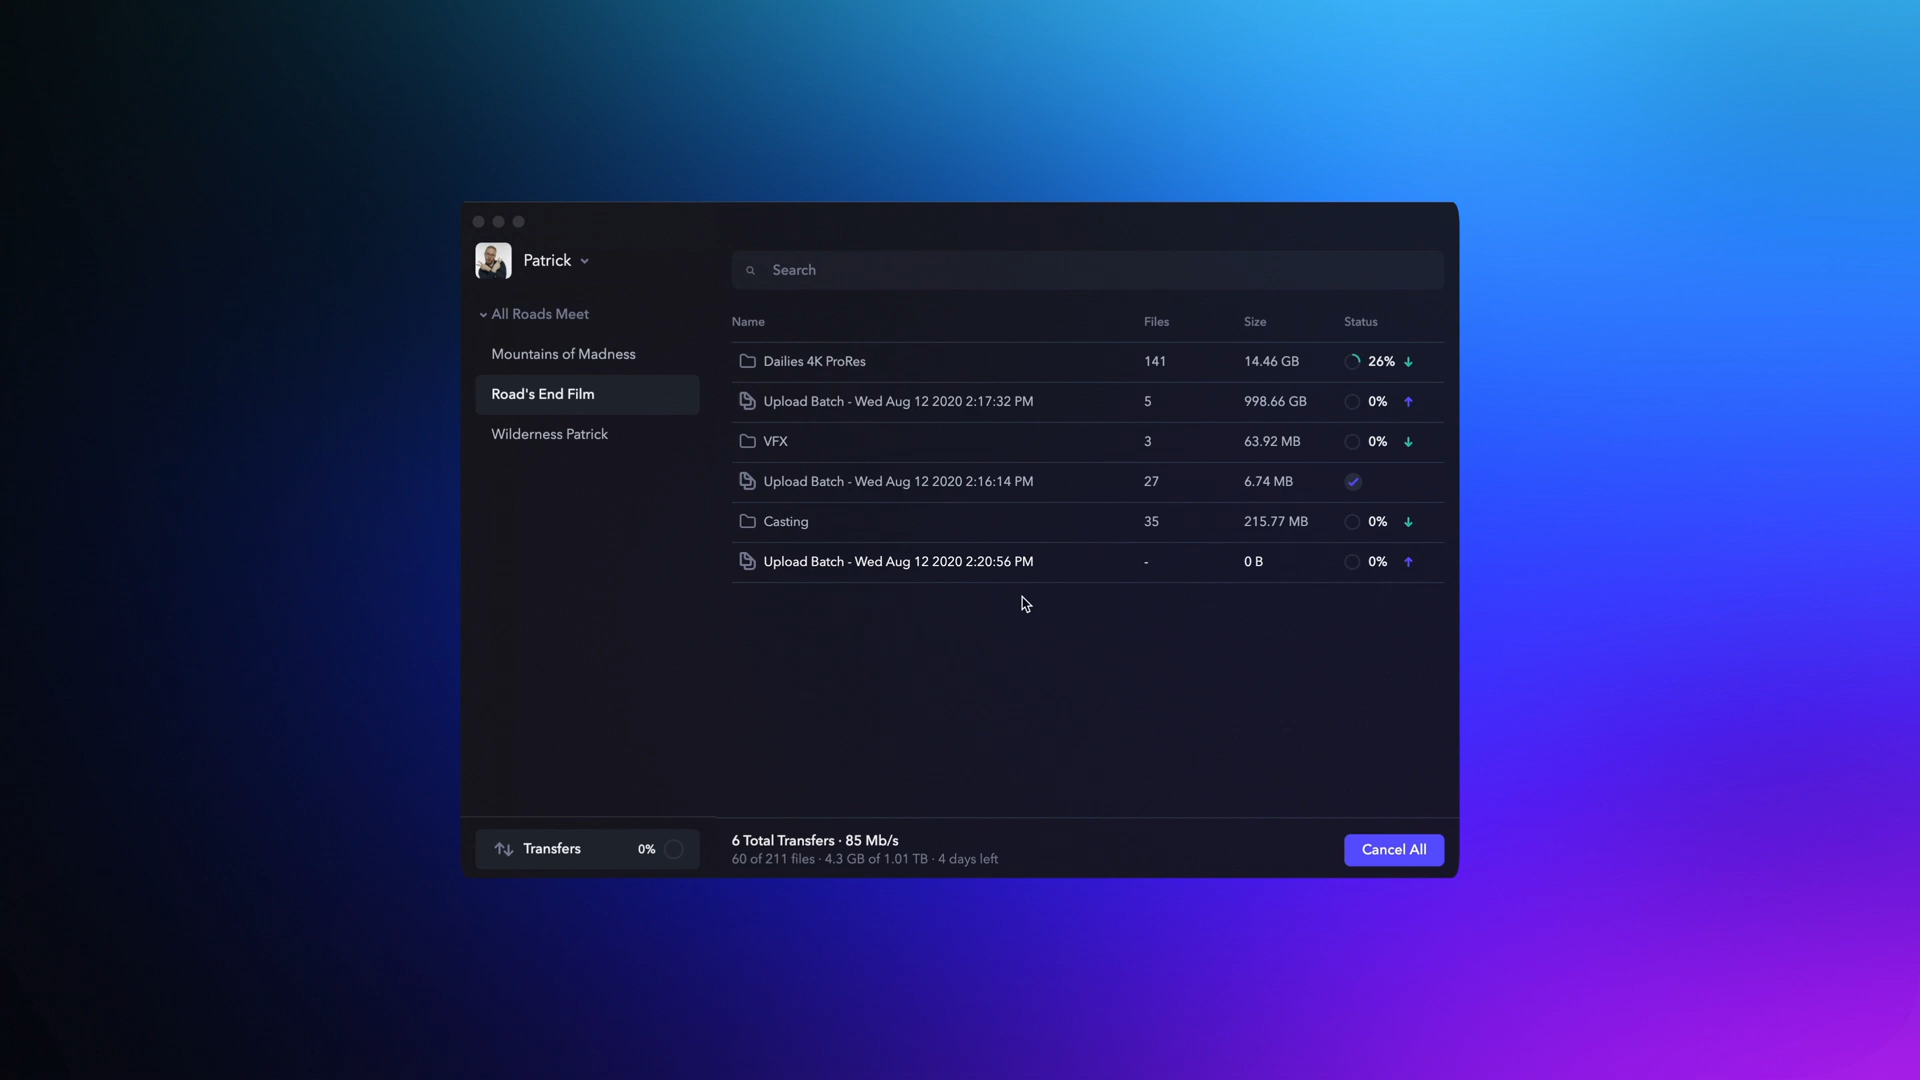 Patrick
All Roads Meet
Mountains of Madness
Road's End Film
Wilderness Patrick
Search
Name Files Size Status
Dailies 4K ProRes 141 14.46 GB 26%
Upload Batch - Wed Aug 12 2020 2:17:32 PM 5 998.66 GB 0%
VFX 3 63.92 MB 0%
Upload Batch - Wed Aug 12 2020 2:16:14 PM 27 6.74 MB
Casting 35 215.77 MB 0%
Upload Batch - Wed Aug 12 2020 2:20:56 PM - 0 B 0%
Transfers 0%
6 Total Transfers · 85 Mb/s
60 of 211 files · 4.3 GB of 1.01 TB · 4 days left
Cancel All